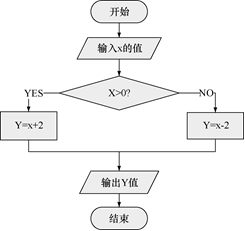 开始
输入x的值
X>0?
YES
NO
Y=x+2
Y=x-2
输出Y值
结束